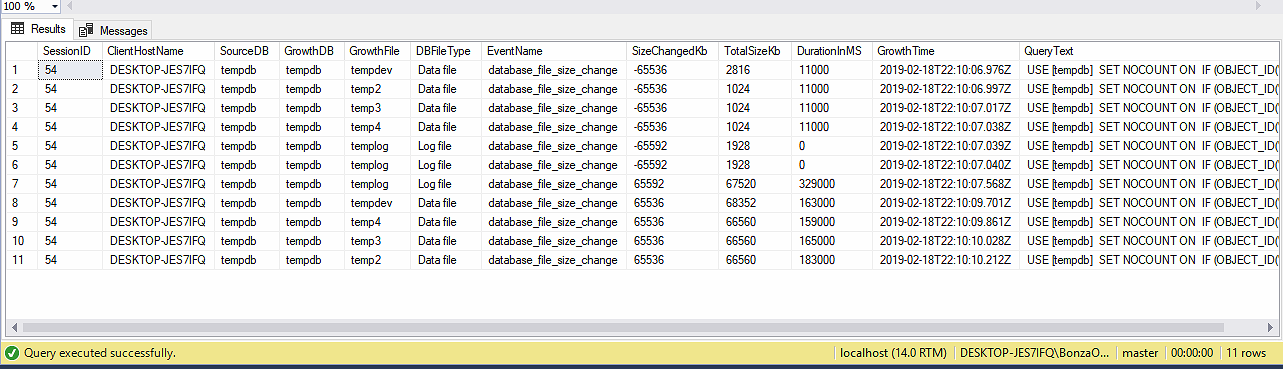 100 %
Results Messages
SessionID ClientHostName SourceDB GrowthDB GrowthFile DBFileType EventName SizeChangedKb TotalSizeKb DurationInMS GrowthTime QueryText
1 54 DESKTOP-JES7IFQ tempdb tempdb tempdev Data file database_file_size_change -65536 2816 11000 2019-02-18T22:10:06.976Z USE [tempdb] SET NOCOUNT ON IF (OBJECT_ID('
2 54 DESKTOP-JES7IFQ tempdb tempdb temp2 Data file database_file_size_change -65536 1024 11000 2019-02-18T22:10:06.997Z USE [tempdb] SET NOCOUNT ON IF (OBJECT_ID('
3 54 DESKTOP-JES7IFQ tempdb tempdb temp3 Data file database_file_size_change -65536 1024 11000 2019-02-18T22:10:07.017Z USE [tempdb] SET NOCOUNT ON IF (OBJECT_ID('
4 54 DESKTOP-JES7IFQ tempdb tempdb temp4 Data file database_file_size_change -65536 1024 11000 2019-02-18T22:10:07.038Z USE [tempdb] SET NOCOUNT ON IF (OBJECT_ID('
5 54 DESKTOP-JES7IFQ tempdb tempdb templog Log file database_file_size_change -65592 1928 0 2019-02-18T22:10:07.039Z USE [tempdb] SET NOCOUNT ON IF (OBJECT_ID('
6 54 DESKTOP-JES7IFQ tempdb tempdb templog Log file database_file_size_change -65592 1928 0 2019-02-18T22:10:07.040Z USE [tempdb] SET NOCOUNT ON IF (OBJECT_ID('
7 54 DESKTOP-JES7IFQ tempdb tempdb templog Log file database_file_size_change 65592 67520 329000 2019-02-18T22:10:07.568Z USE [tempdb] SET NOCOUNT ON IF (OBJECT_ID('
8 54 DESKTOP-JES7IFQ tempdb tempdb tempdev Data file database_file_size_change 65536 68352 163000 2019-02-18T22:10:09.701Z USE [tempdb] SET NOCOUNT ON IF (OBJECT_ID('
9 54 DESKTOP-JES7IFQ tempdb tempdb temp4 Data file database_file_size_change 65536 66560 159000 2019-02-18T22:10:09.861Z USE [tempdb] SET NOCOUNT ON IF (OBJECT_ID('
10 54 DESKTOP-JES7IFQ tempdb tempdb temp3 Data file database_file_size_change 65536 66560 165000 2019-02-18T22:10:10.028Z USE [tempdb] SET NOCOUNT ON IF (OBJECT_ID('
11 54 DESKTOP-JES7IFQ tempdb tempdb temp2 Data file database_file_size_change 65536 66560 183000 2019-02-18T22:10:10.212Z USE [tempdb] SET NOCOUNT ON IF (OBJECT_ID('
Query executed successfully. localhost (14.0 RTM) DESKTOP-JES7IFQ\BonzaO... master 00:00:00 11 rows